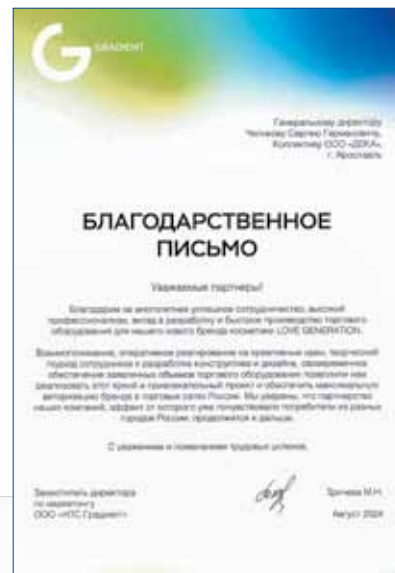 G GRADIENT
Генеральному директору
Челнокову Сергею Германовичу,
Коллективу ООО «ДЕКА»,
г. Ярославль
БЛАГОДАРСТВЕННОЕ
ПИСЬМО
Уважаемые партнеры!
Благодарим за многолетнее успешное сотрудничество, высокий
профессионализм, вклад в разработку и быстрое производство торгового
оборудования для нашего нового бренда косметики LOVE GENERATION.
Взаимопонимание, оперативное реагирование на креативные идеи, творческий
подход сотрудников к разработке конструктива и дизайна, своевременное
обеспечение заявленных объемов торгового оборудования позволили нам
реализовать этот яркий и привлекательный проект и обеспечить максимальную
авторизацию бренда в торговых сетях России. Мы уверены, что партнерство
наших компаний, эффект от которого уже почувствовали потребители из разных
городов России, продолжится и дальше.
С уважением и пожеланием трудовых успехов,
Заместитель директора
по маркетингу
ООО «ЮТС Градиент»
М.Н.
Август 2024